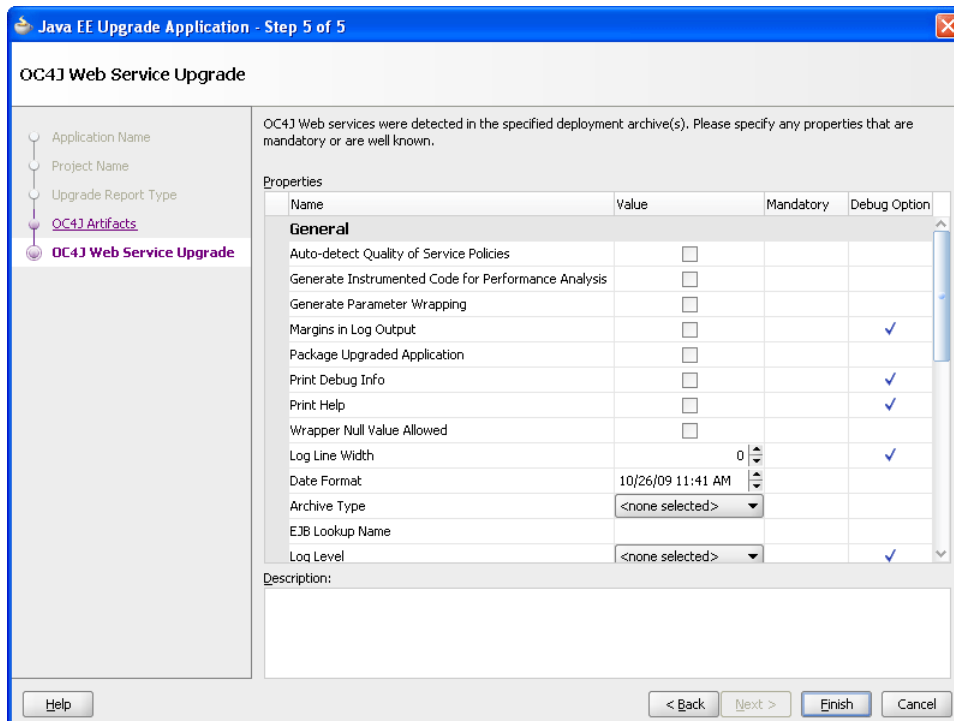 Java EE Upgrade Application - Step 5 of 5
OC4J Web Service Upgrade
Application Name
Project Name
Upgrade Report Type
OC4J Artifacts
OC4J Web Service Upgrade
OC4J Web services were detected in the specified deployment archive(s). Please specify any properties that are
mandatory or are well known.
Properties
Name Value Mandatory Debug Option
General
Auto-detect Quality of Service Policies
Generate Instrumented Code for Performance Analysis
Generate Parameter Wrapping
Margins in Log Output
Package Upgraded Application
Print Debug Info
Print Help
Wrapper Null Value Allowed
Log Line Width 0
Date Format 10/26/09 11:41 AM
Archive Type <none selected>
EJB Lookup Name
Log Level <none selected>
Description:
Help < Back Next > Finish Cancel